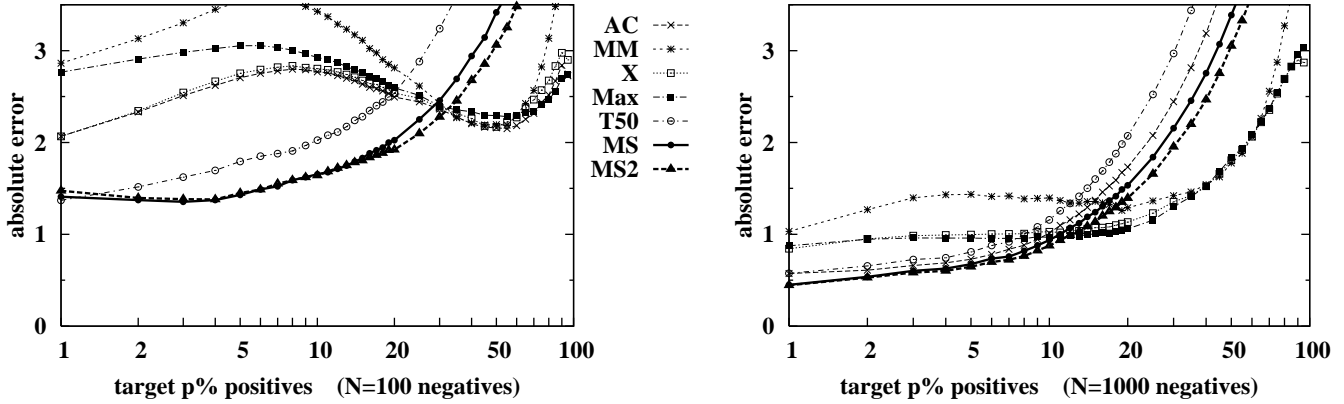 absolute error
3
2
1
0
1 2 5 10 20 50 100
target p% positives (N=100 negatives)
AC
MM
X
Max
T50
MS
MS2
absolute error
3
2
1
0
1 2 5 10 20 50 100
target p% positives (N=1000 negatives)